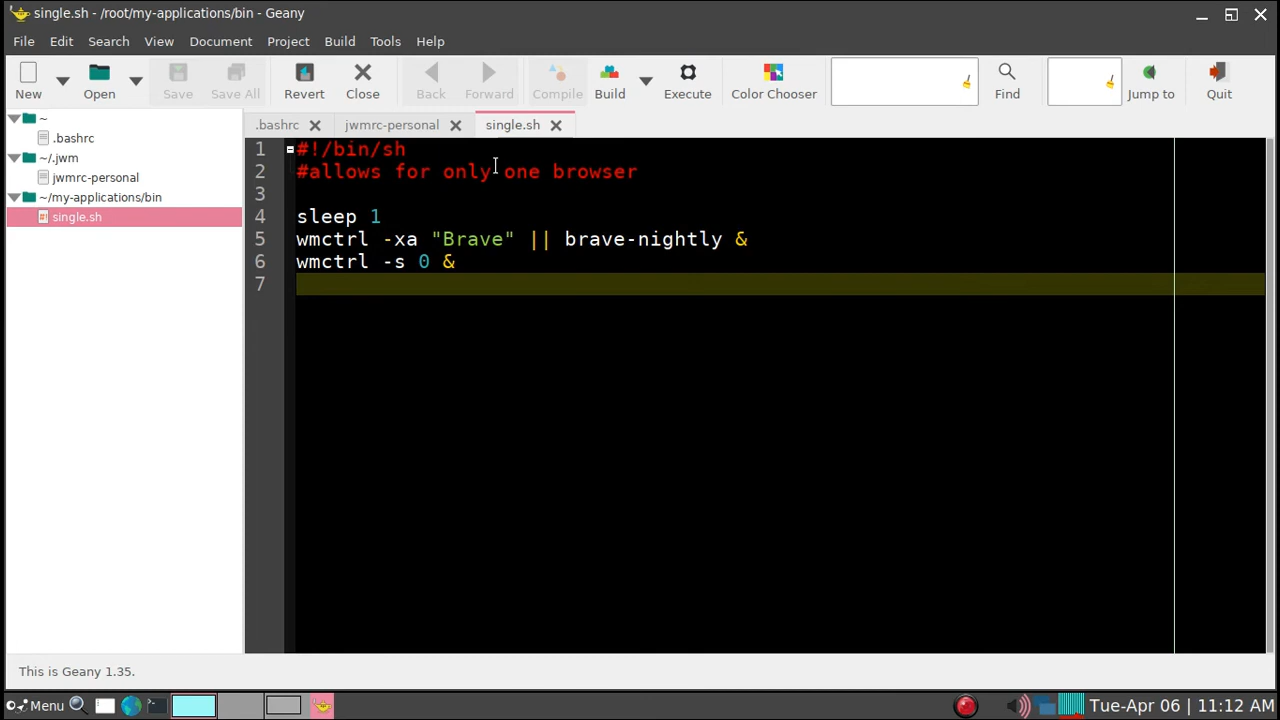 single.sh - /root/my-applications/bin - Geany
File Edit Search View Document Project Build Tools Help
New Open Save Save All Revert Close Back Forward Compile Build Execute Color Chooser Find Jump to Quit
~
.bashrc
~/.jwm
jwmrc-personal
~/my-applications/bin
single.sh
.bashrc jwmrc-personal single.sh
1 #!/bin/sh
2 #allows for only one browser
3
4 sleep 1
5 wmctrl -xa "Brave" || brave-nightly &
6 wmctrl -s 0 &
7
This is Geany 1.35.
Menu Tue-Apr 06 | 11:12 AM